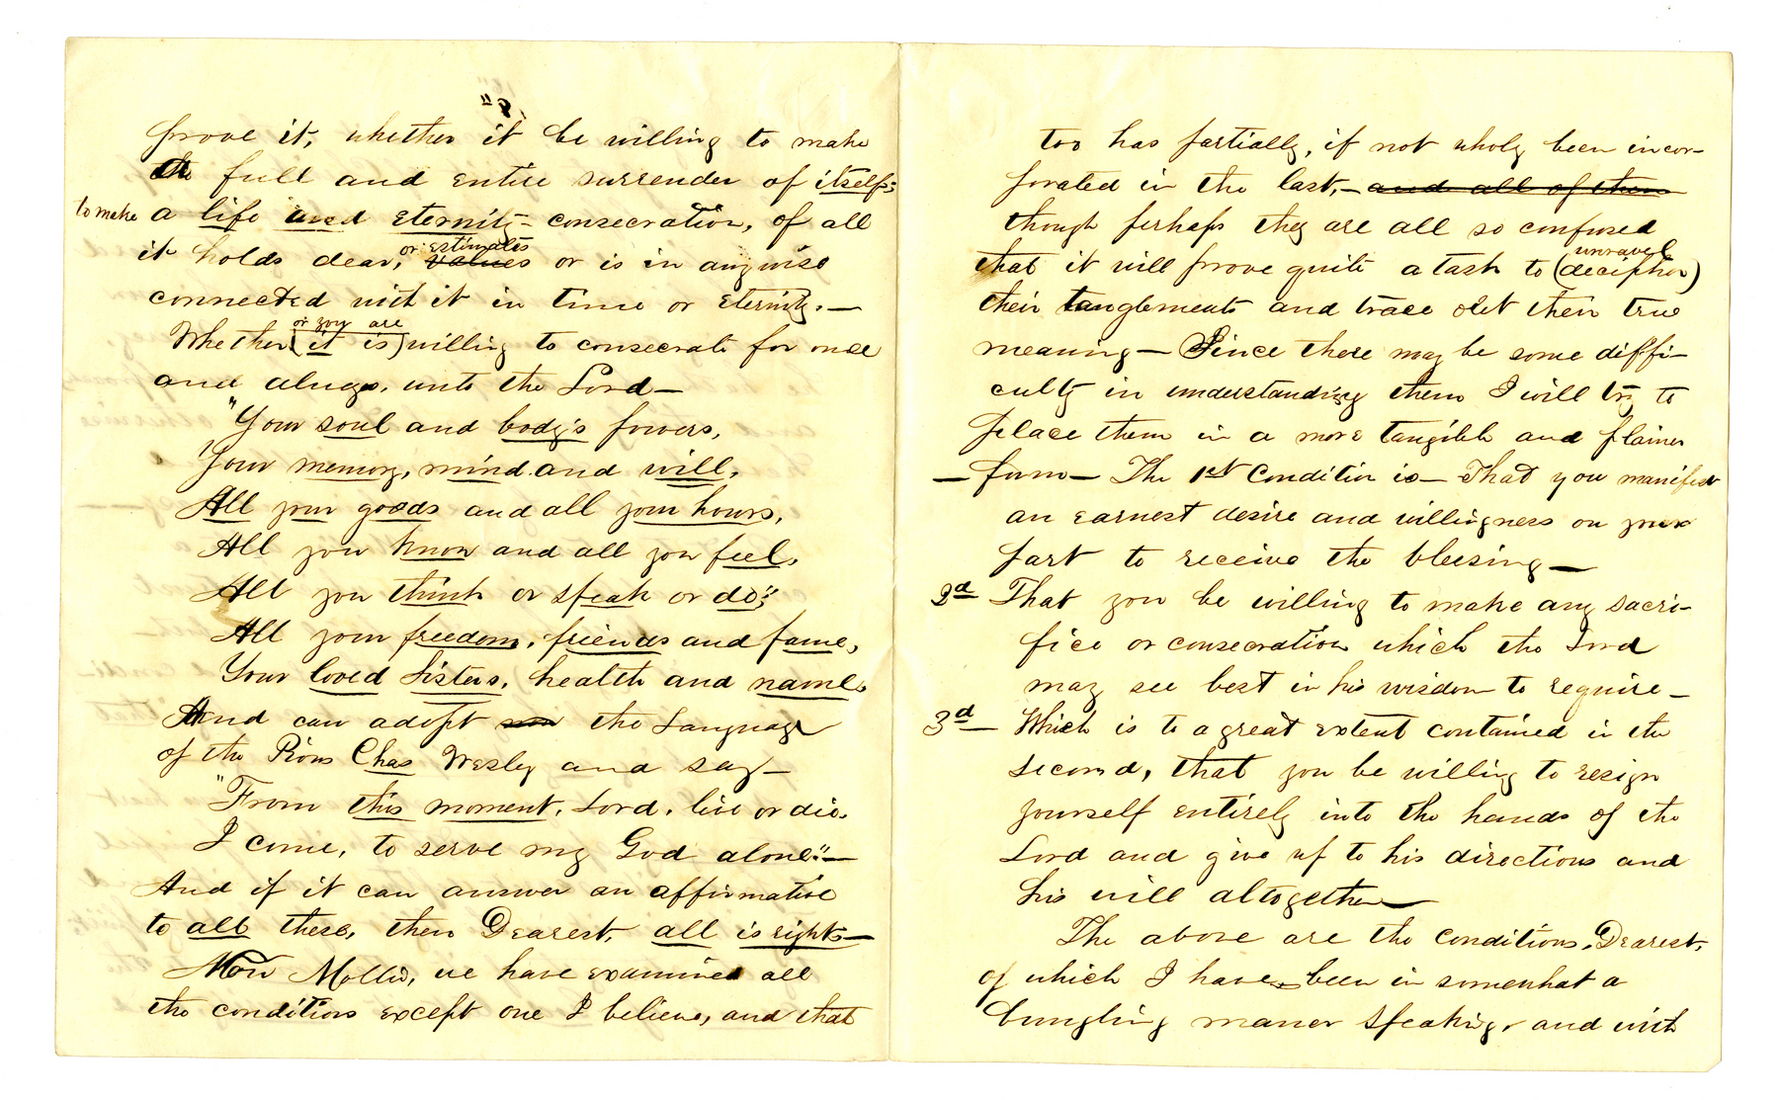 8"
prove it, whether it be willing to make
the full and entire surrender of itself;
to make a life and eternity consecration, of all
or estimates
it holds dear, values or is in anywise
connected with it in time or Eternity.—
or you are
Whether (it is) willing to consecrate for once
and always, unto the Lord—
"Your soul and body's powers,
Your memory, mind and will,
All your goods and all your hours,
All you know and all you feel,
All you think or speak or do;"
All your freedom, friends and fame,
Your loved Sisters, health and name.
And can adopt the Language
of the Pious Chas Wesley and say—
"From this moment, Lord, live or die.
I come, to serve my God alone."—
And if it can answer an affirmative
to all these, then Dearest, all is right—
Now Mollie, we have examined all
the conditions except one I believe, and that
too has partially, if not wholy been incor-
porated in the last,— and all of them
though perhaps they are all so confused
unravel
that it will prove quite a task to (decipher)
their tanglements and trace out their true
meaning— Since there may be some diffi-
culty in understanding them I will try to
place them in a more tangible and plainer
— form— The 1st Condition is— That you manifest
an earnest desire and willigness on your
part to receive the blessing—
2d That you be willing to make any sacri-
fice or consecration which the Lord
may see best in his wisdom to require—
3d— Which is to a great extent contained in the
second, that you be willing to resign
yourself entirely into the hands of the
Lord and give up to his directions and
his will altogether—
The above are the conditions, Dearest,
of which I have been in somewhat a
bungling maner speaking, and with